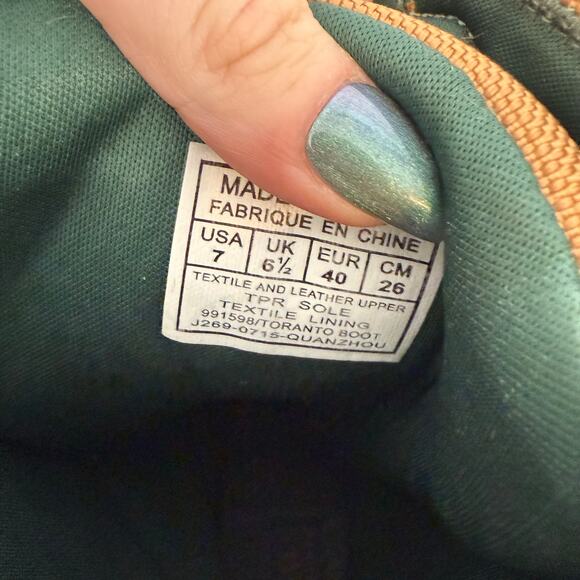 MAD
FABRIQUE EN CHINE
USA UK EUR CM
7 6½ 40 26
TEXTILE AND LEATHER UPPER
TPR SOLE
TEXTILE LINING
991598/TORANTO BOOT
J269-0715-QUANZHOU